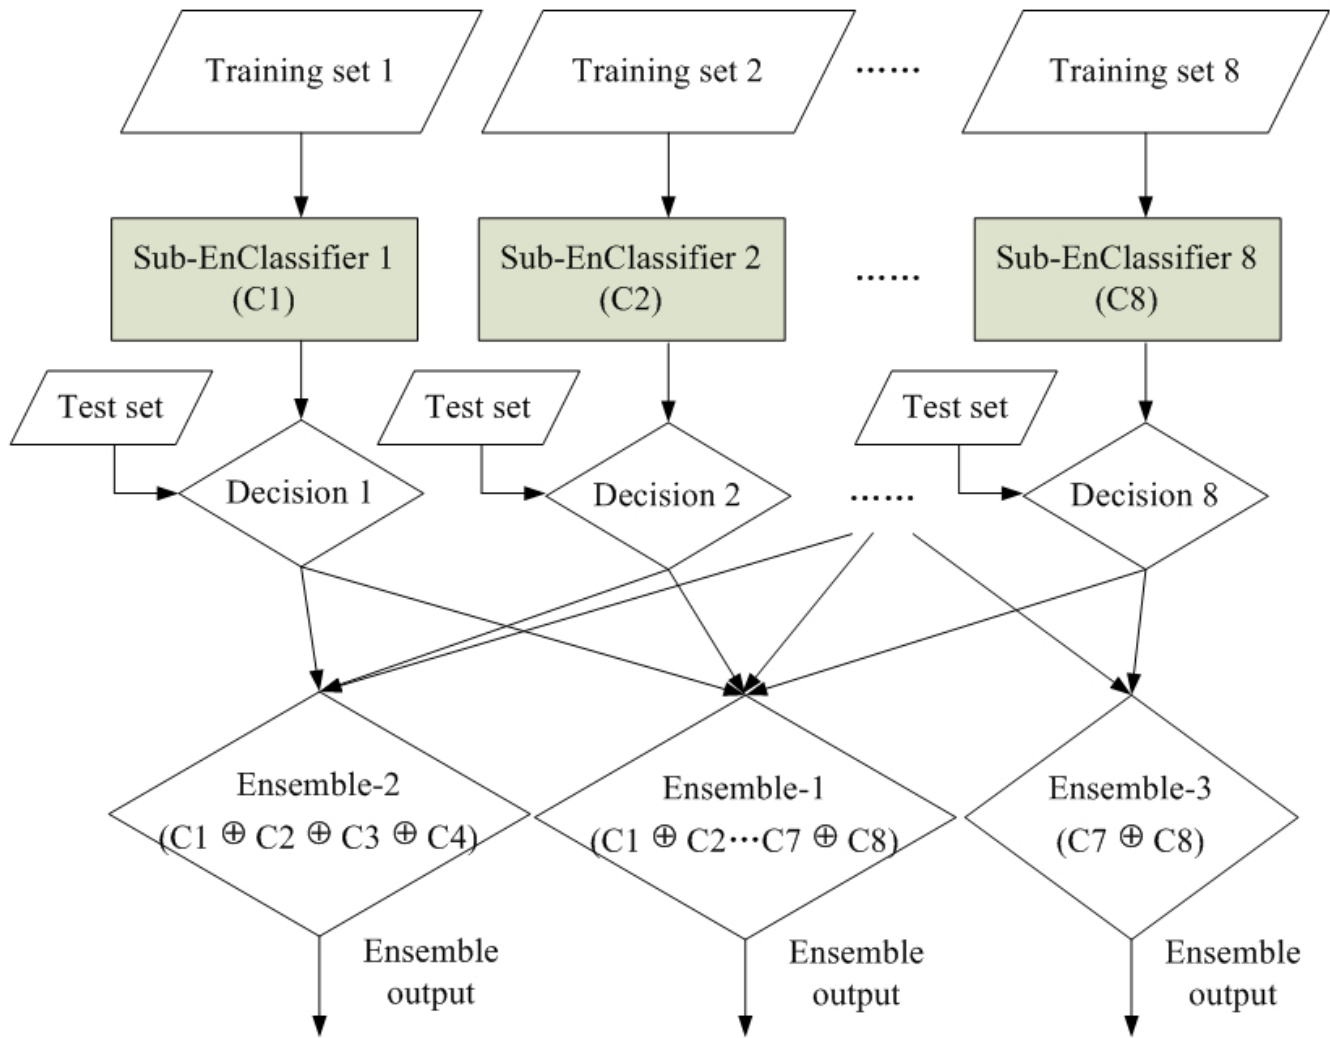 Training set 1
Training set 2
······
Training set 8
Sub-EnClassifier 1
(C1)
Sub-EnClassifier 2
(C2)
······
Sub-EnClassifier 8
(C8)
Test set
Decision 1
Test set
Decision 2
······
Test set
Decision 8
Ensemble-2
(C1 ⊕ C2 ⊕ C3 ⊕ C4)
Ensemble-1
(C1 ⊕ C2···C7 ⊕ C8)
Ensemble-3
(C7 ⊕ C8)
Ensemble
output
Ensemble
output
Ensemble
output